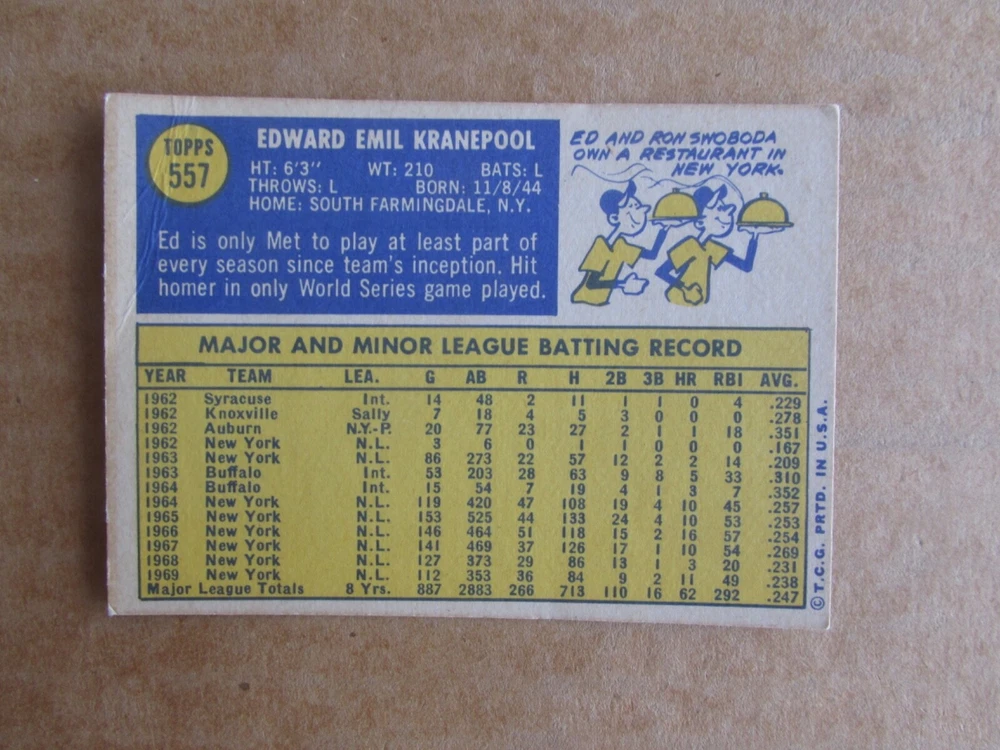 TOPPS
557
EDWARD EMIL KRANEPOOL
HT: 6'3" WT: 210 BATS: L
THROWS: L BORN: 11/8/44
HOME: SOUTH FARMINGDALE, N.Y.
Ed is only Met to play at least part of
every season since team's inception. Hit
homer in only World Series game played.
ED AND RON SWOBODA
OWN A RESTAURANT IN
NEW YORK.
MAJOR AND MINOR LEAGUE BATTING RECORD
YEAR TEAM LEA. G AB R H 2B 3B HR RBI AVG.
1962 Syracuse Int. 14 48 2 11 1 1 0 4 .229
1962 Knoxville Sally 7 18 4 5 3 0 0 0 .278
1962 Auburn N.Y.-P. 20 77 23 27 2 1 1 18 .351
1962 New York N.L. 3 6 0 1 1 0 0 0 .167
1963 New York N.L. 86 273 22 57 12 2 2 14 .209
1963 Buffalo Int. 53 203 28 63 9 8 5 33 .310
1964 Buffalo Int. 15 54 7 19 4 1 3 7 .352
1964 New York N.L. 119 420 47 108 19 4 10 45 .257
1965 New York N.L. 153 525 44 133 24 4 10 53 .253
1966 New York N.L. 146 464 51 118 15 2 16 57 .254
1967 New York N.L. 141 469 37 126 17 1 10 54 .269
1968 New York N.L. 127 373 29 86 13 1 3 20 .231
1969 New York N.L. 112 353 36 84 9 2 11 49 .238
Major League Totals 8 Yrs. 887 2883 266 713 110 16 62 292 .247
© T.C.G. PRTD. IN U.S.A.